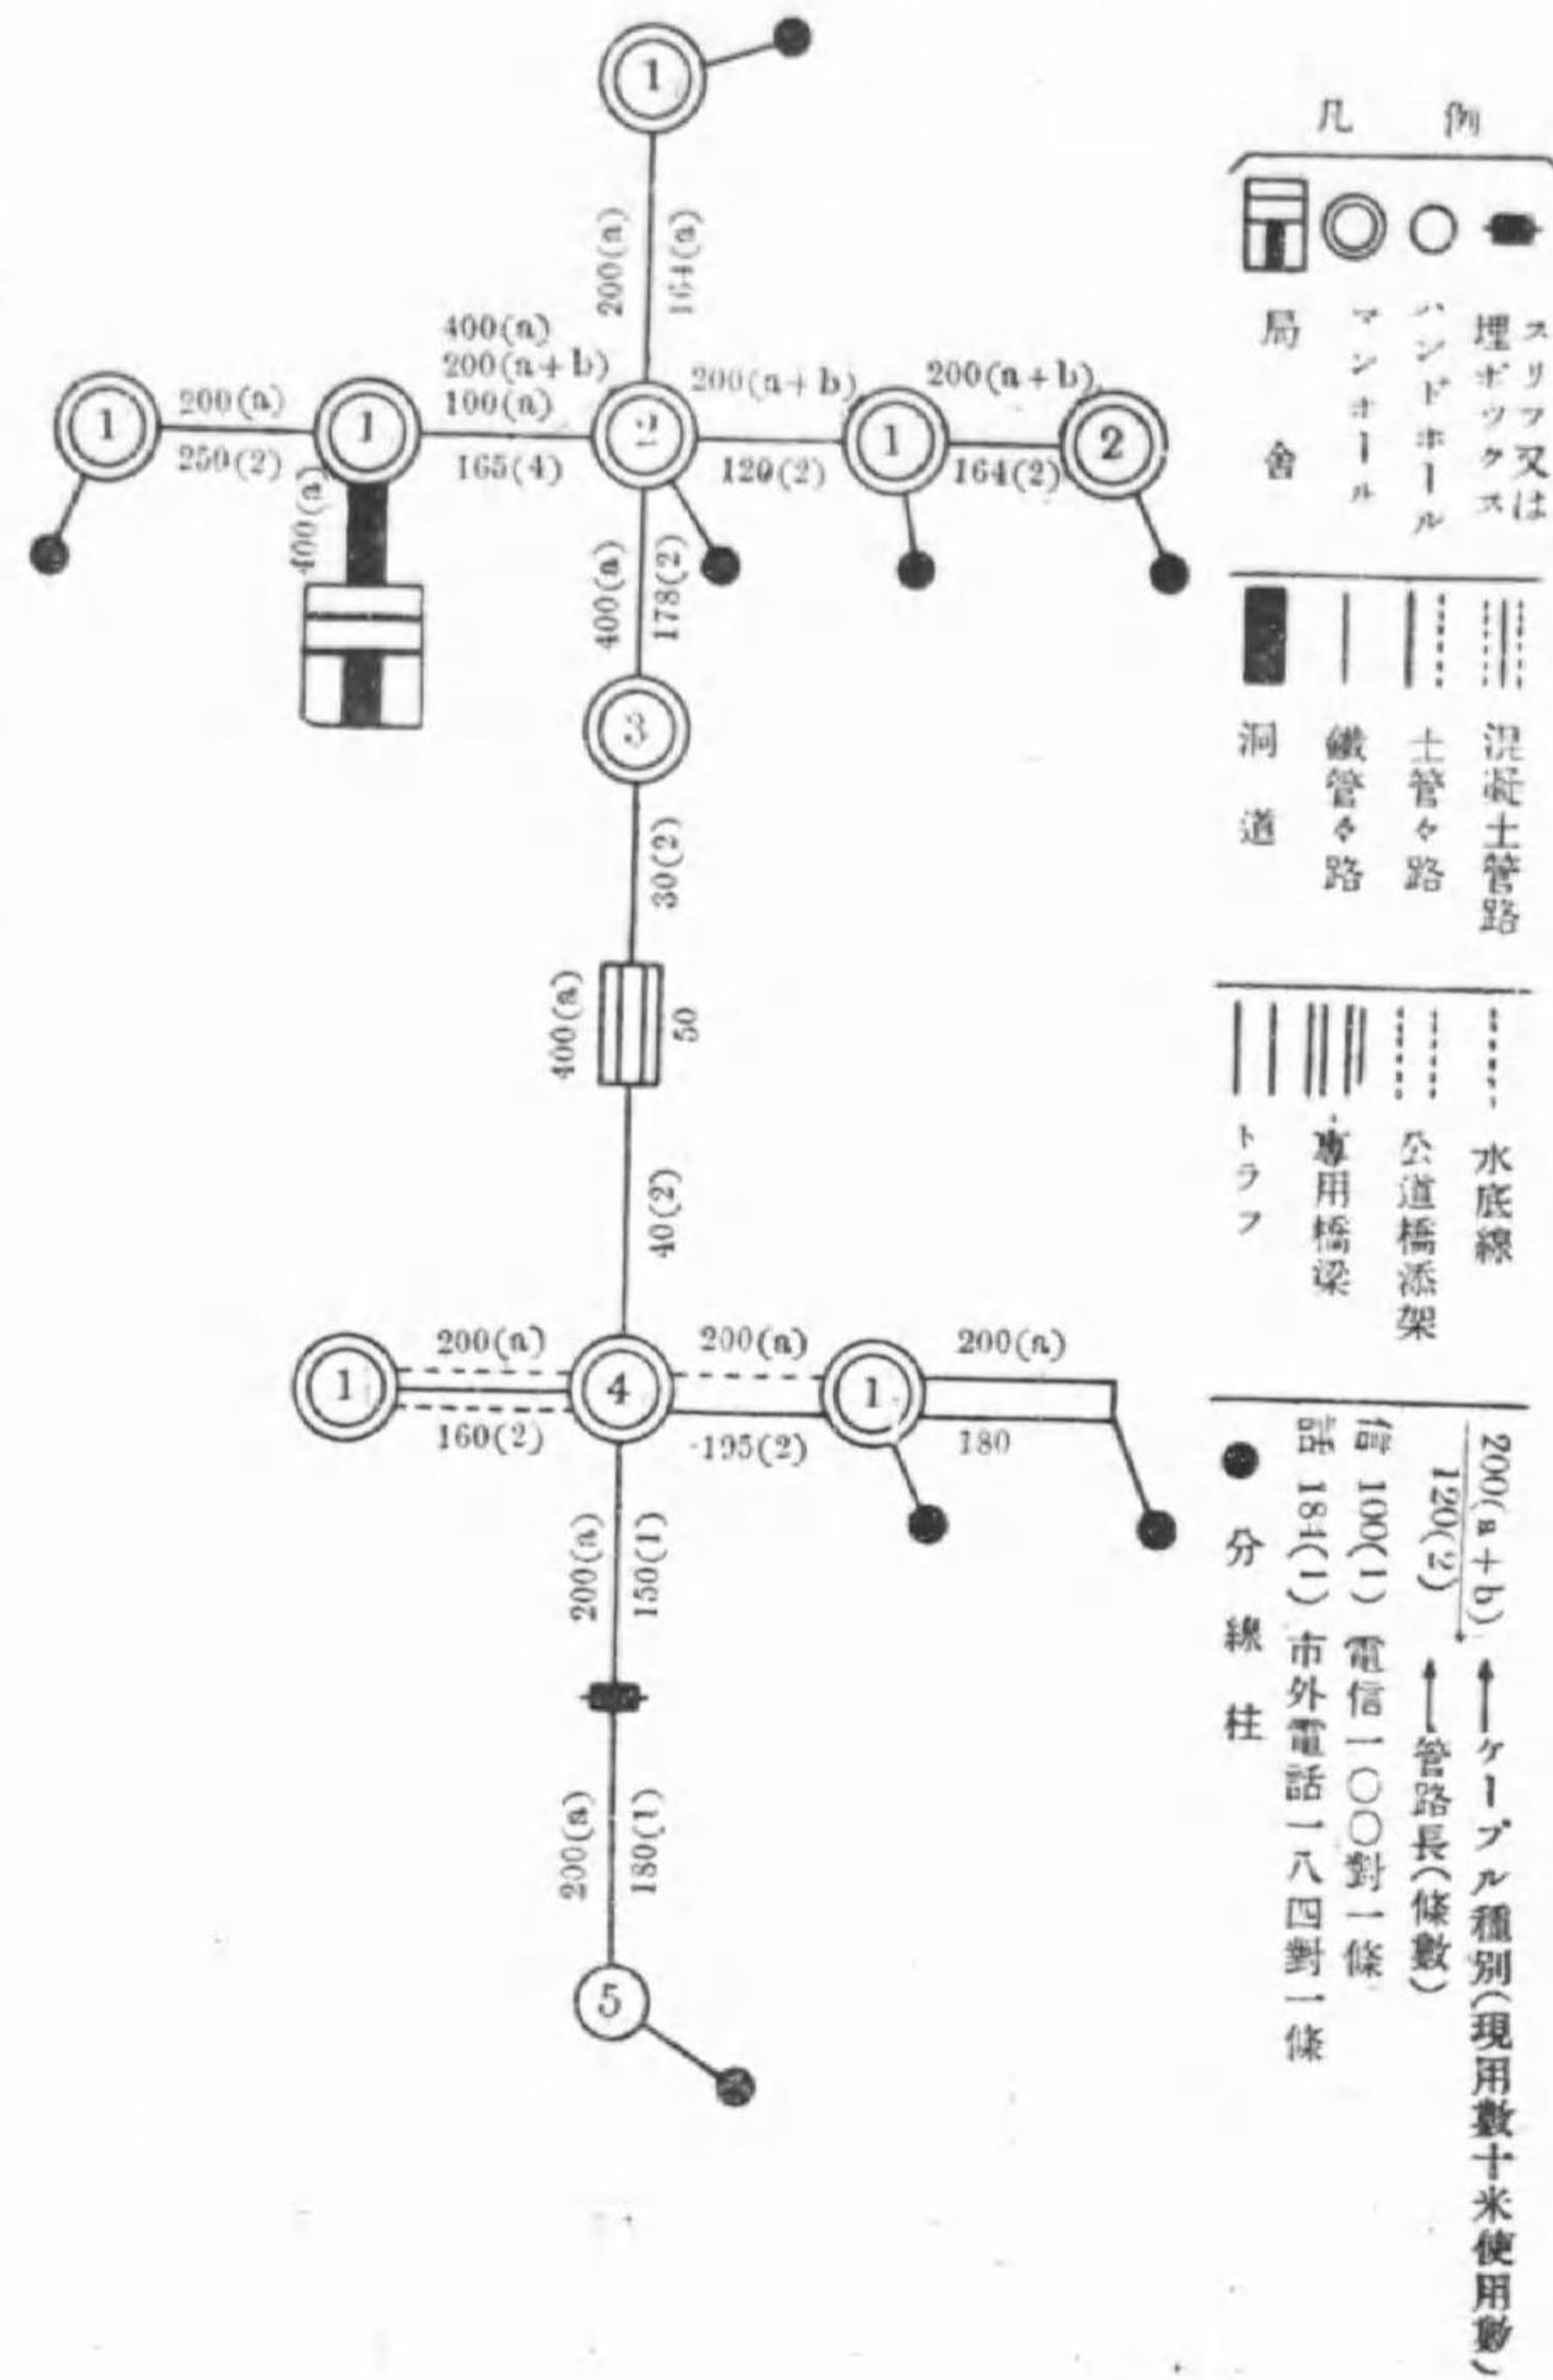 1
200(a)
164(a)
400(a)
200(a+b)
100(a)
165(4)
1
200(a)
250(2)
1
400(a)
2
200(a+b)
120(2)
1
200(a+b)
164(2)
2
400(a)
178(2)
3
30(2)
400(a)
50
40(2)
1
200(a)
160(2)
4
200(a)
195(2)
1
200(a)
180
200(a)
150(1)
200(a)
180(1)
5
凡例
局舍
マンホール
ハンドホール
スリーブ又は
埋ボックス
洞道
鐵管々路
土管々路
混凝土管路
トラフ
專用橋梁
公道橋添架
水底線
200(a+b) ←ケーブル種別(現用數十米使用數)
120(2) ←管路長(條數)
信 100(1) 電信一〇〇對一條
話 184(1) 市外電話一八四對一條
● 分線柱